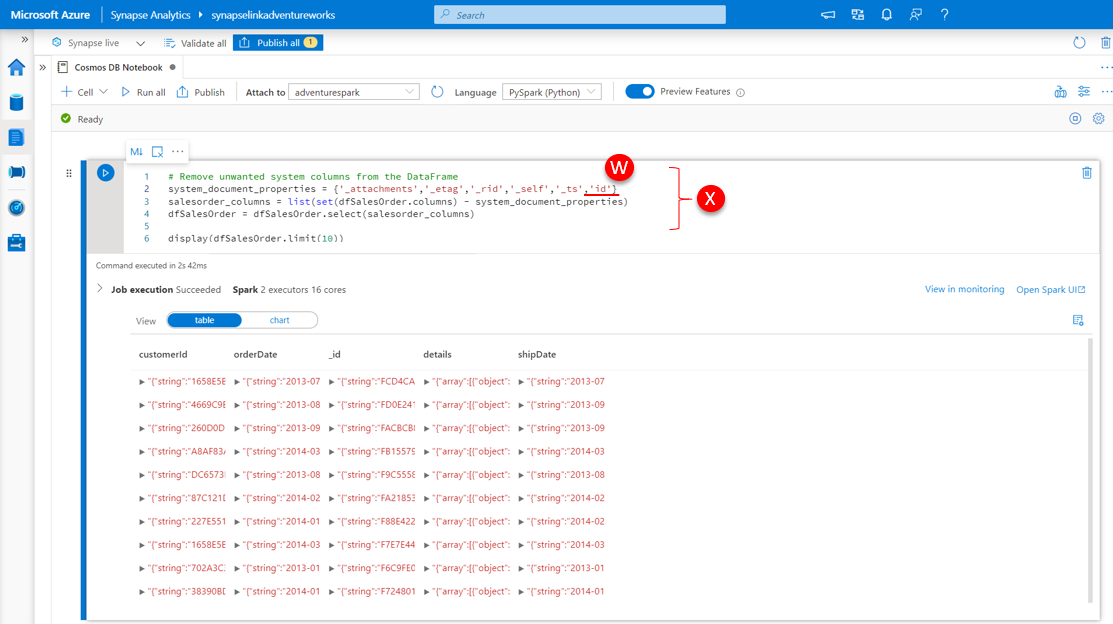 Microsoft Azure Synapse Analytics synapselinkadventureworks Search
Synapse live Validate all Publish all 1
Cosmos DB Notebook
Cell Run all Publish Attach to adventurespark Language PySpark (Python) Preview Features
Ready
M↓ ...
W
X
1 # Remove unwanted system columns from the DataFrame
2 system_document_properties = {'_attachments','_etag','_rid','_self','_ts','id'}
3 salesorder_columns = list(set(dfSalesOrder.columns) - system_document_properties)
4 dfSalesOrder = dfSalesOrder.select(salesorder_columns)
5
6 display(dfSalesOrder.limit(10))
Command executed in 2s 42ms
Job execution Succeeded Spark 2 executors 16 cores View in monitoring Open Spark UI
View table chart
customerId orderDate _id details shipDate
"{"string":"1658E5E "{"string":"2013-07 "{"string":"FCD4CA "{"array":[{"object": "{"string":"2013-07
"{"string":"4669C9E "{"string":"2013-08 "{"string":"FD0E241 "{"array":[{"object": "{"string":"2013-09
"{"string":"260D0D "{"string":"2013-09 "{"string":"FACBCB "{"array":[{"object": "{"string":"2013-09
"{"string":"A8AF83 "{"string":"2014-03 "{"string":"FB15579 "{"array":[{"object": "{"string":"2014-03
"{"string":"DC6573 "{"string":"2013-08 "{"string":"F9C5558 "{"array":[{"object": "{"string":"2013-08
"{"string":"87C121D "{"string":"2014-02 "{"string":"FA21853 "{"array":[{"object": "{"string":"2014-02
"{"string":"227E551 "{"string":"2014-01 "{"string":"F88E422 "{"array":[{"object": "{"string":"2014-02
"{"string":"1658E5E "{"string":"2014-03 "{"string":"F7E7E44 "{"array":[{"object": "{"string":"2014-03
"{"string":"702A3C "{"string":"2013-01 "{"string":"F6C9FE0 "{"array":[{"object": "{"string":"2013-01
"{"string":"38390BD "{"string":"2014-01 "{"string":"F724801 "{"array":[{"object": "{"string":"2014-01